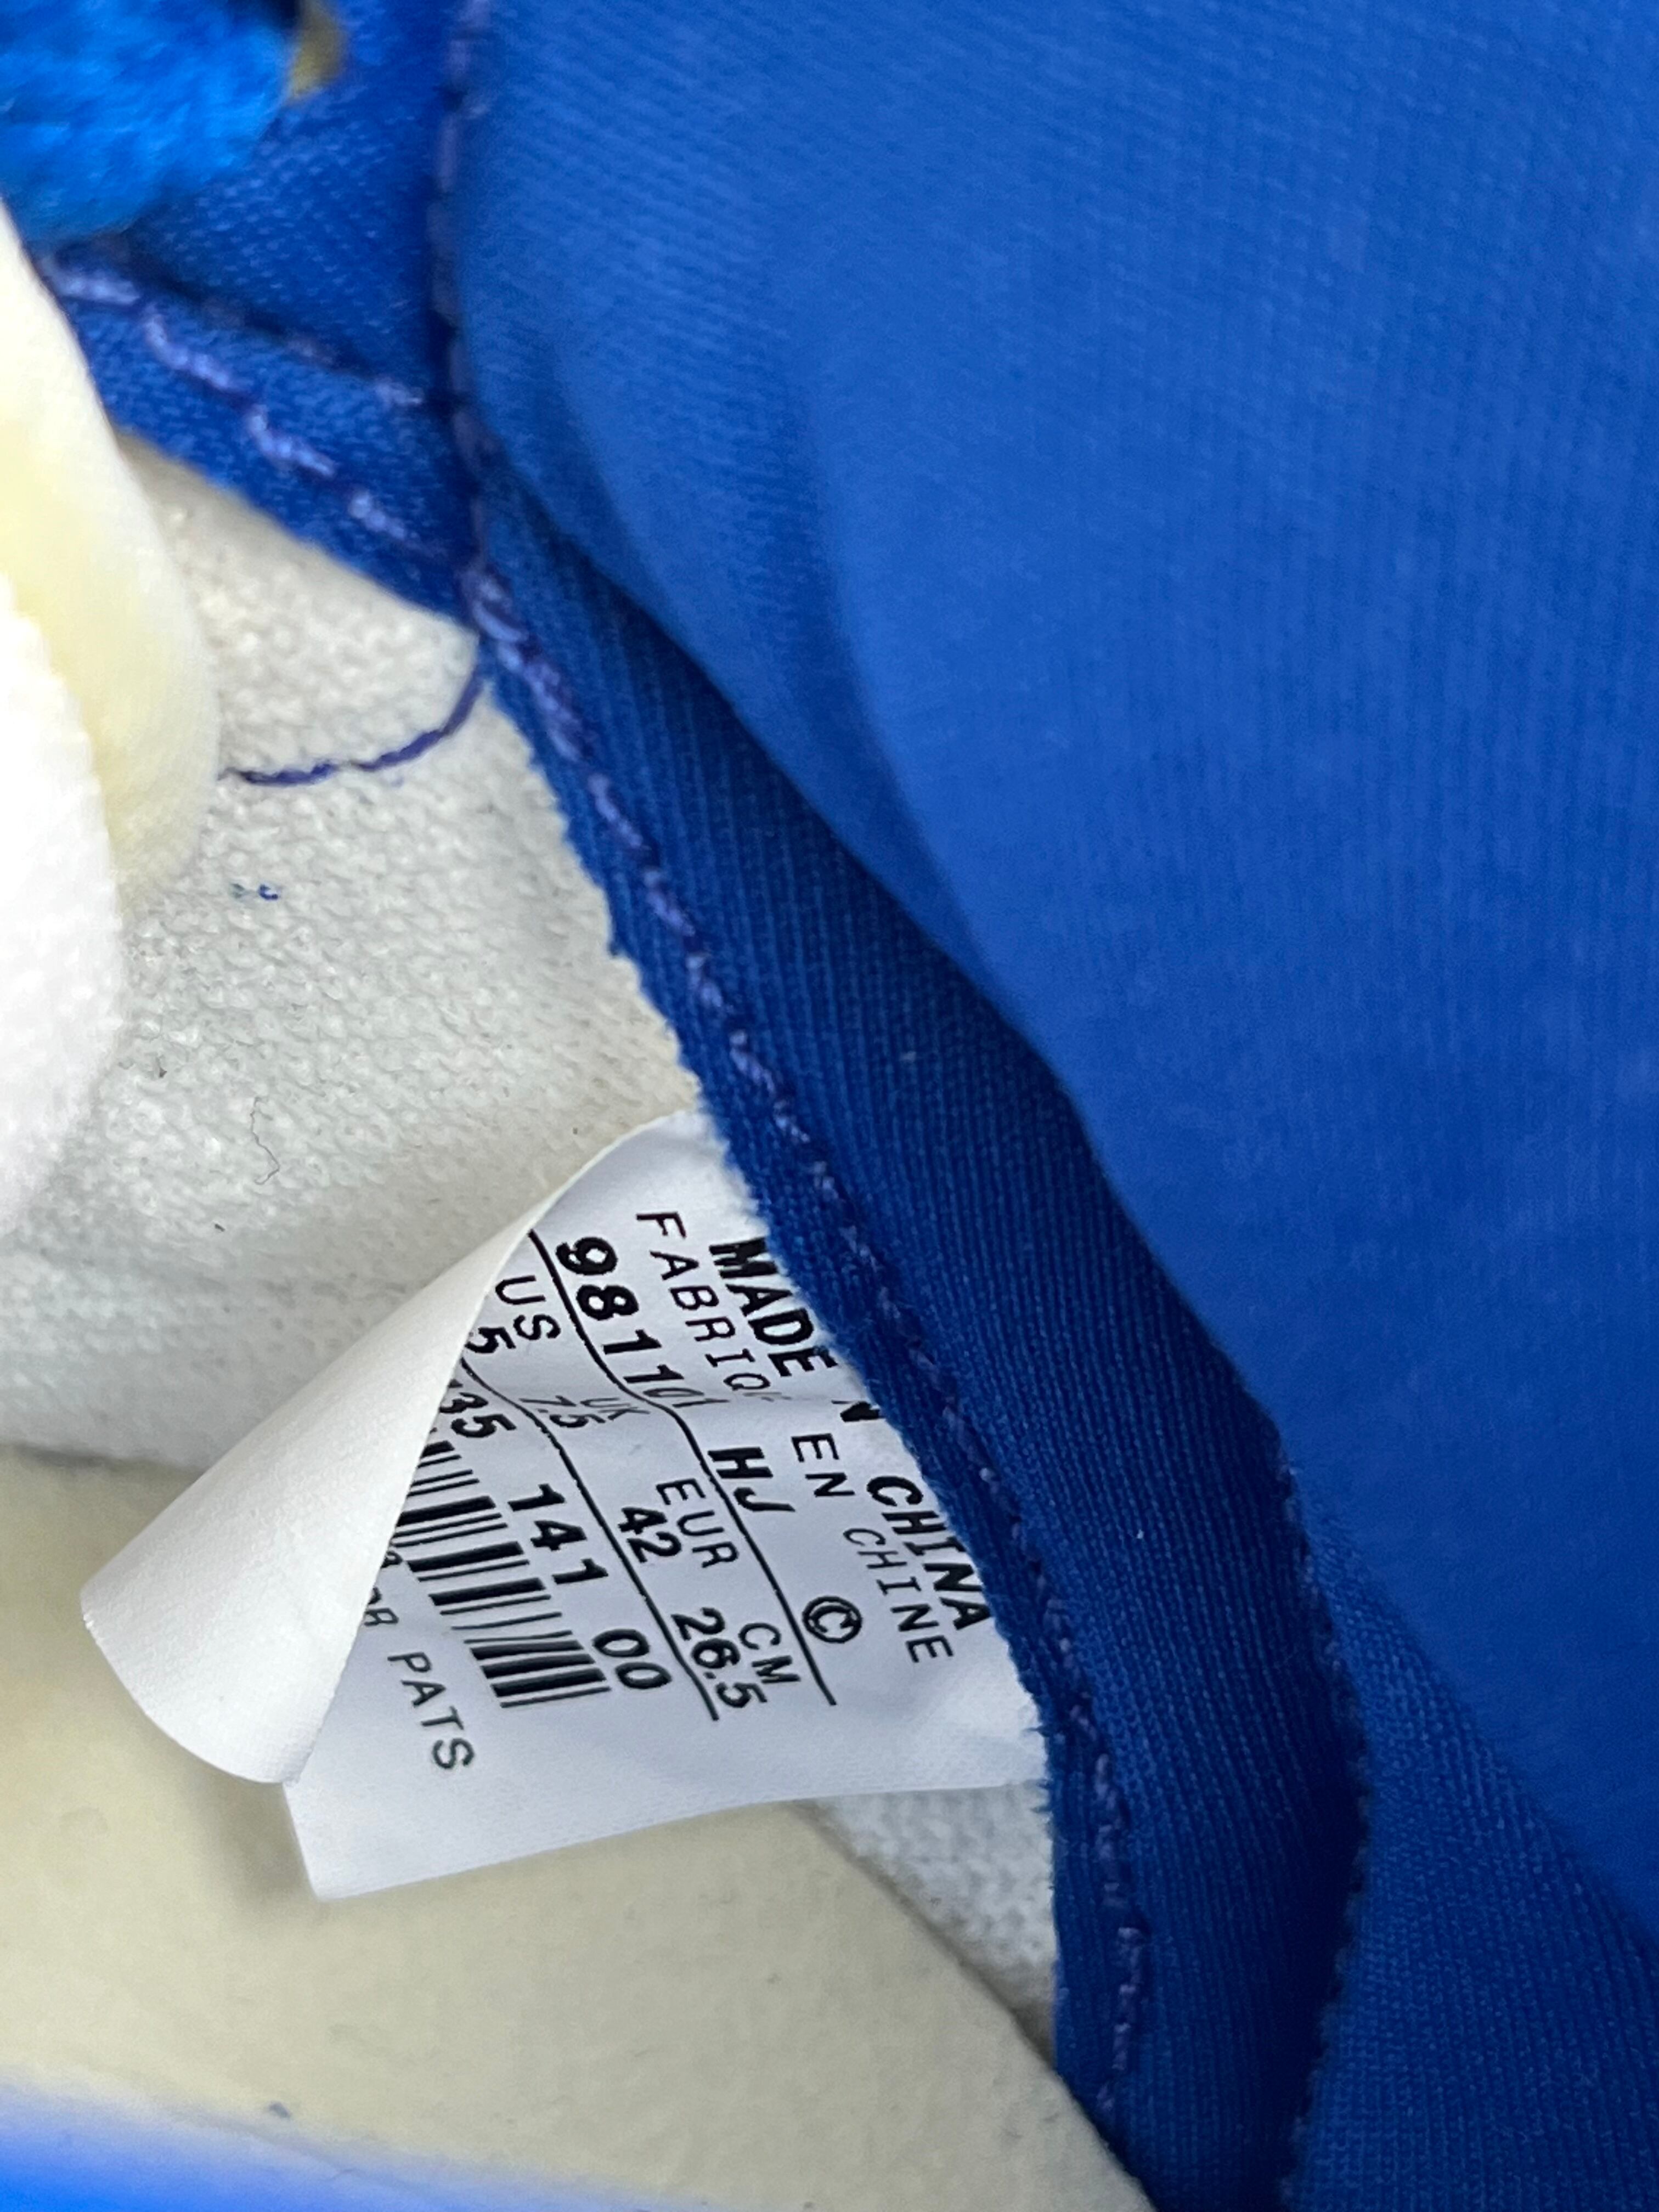 MADE IN CHINA
FABRIQUÉ EN CHINE
981101 HJ ©
US UK EUR CM
5 7.5 42 26.5
35 141 00
PATS